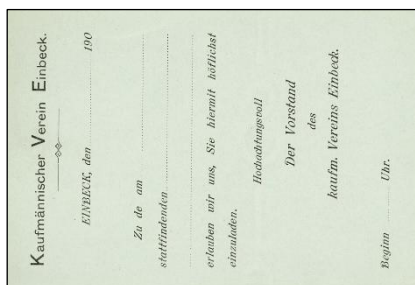 Kaufmännischer Verein Einbeck.
EINBECK, den 190
Zu de am
stattfindenden
erlauben wir uns, Sie hiermit höflichst
einzuladen.
Hochachtungsvoll
Der Vorstand
des
kaufm. Vereins Einbeck.
Beginn Uhr.